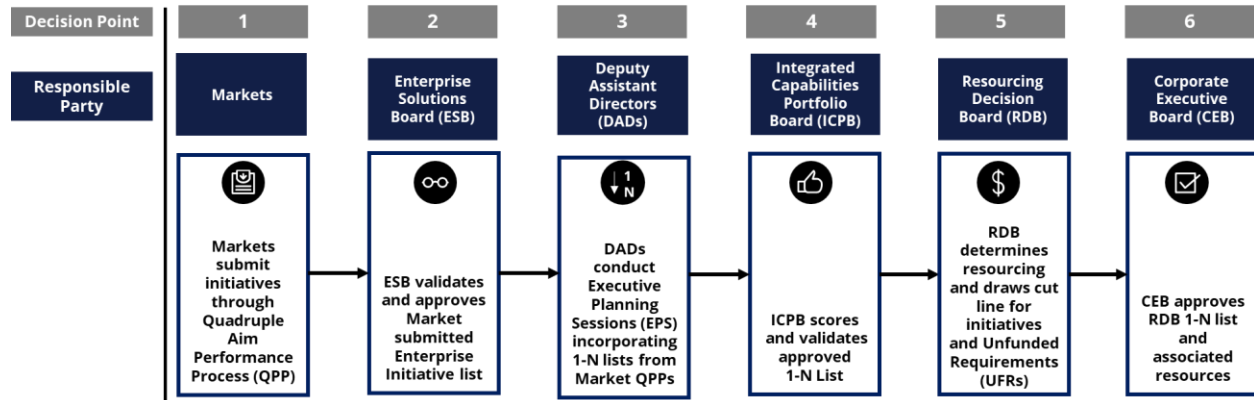 Decision Point
1
2
3
4
5
6
Responsible
Party
Markets
Enterprise
Solutions
Board (ESB)
Deputy
Assistant
Directors
(DADs)
Integrated
Capabilities
Portfolio
Board (ICPB)
Resourcing
Decision
Board (RDB)
Corporate
Executive
Board (CEB)
Markets
submit
initiatives
through
Quadruple
Aim
Performance
Process (QPP)
ESB validates
and approves
Market
submitted
Enterprise
Initiative list
1
N
DADs
conduct
Executive
Planning
Sessions (EPS)
incorporating
1-N lists from
Market QPPs
ICPB scores
and validates
approved
1-N List
$
RDB
determines
resourcing
and draws cut
line for
initiatives
and Unfunded
Requirements
(UFRs)
CEB approves
RDB 1-N list
and
associated
resources